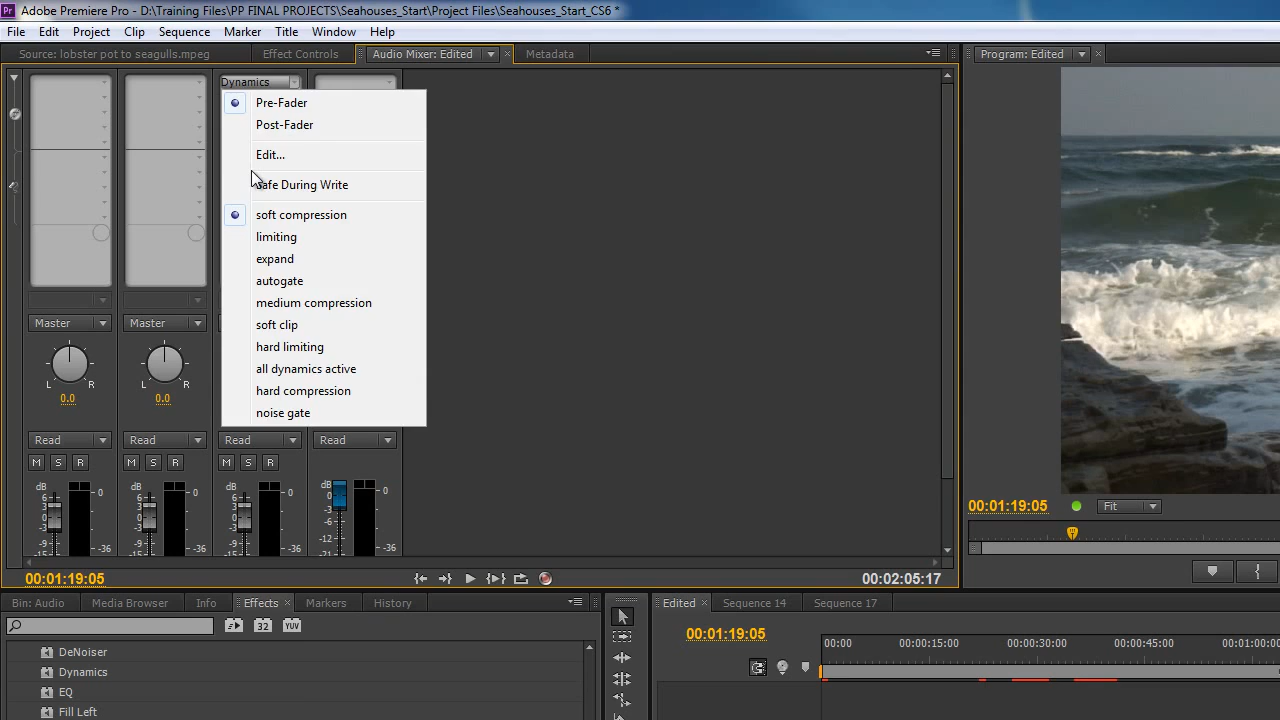 Pr Adobe Premiere Pro - D:\Training Files\PP FINAL PROJECTS\Seahouses_Start\Project Files\Seahouses_Start_CS6 *
File Edit Project Clip Sequence Marker Title Window Help
Source: lobster pot to seagulls.mpeg Effect Controls Audio Mixer: Edited Metadata Program: Edited
Dynamics
Pre-Fader
Post-Fader
Edit...
Safe During Write
soft compression
limiting
expand
autogate
medium compression
soft clip
hard limiting
all dynamics active
hard compression
noise gate
Master Master
L R L R
0.0 0.0
Read Read Read Read
M S R M S R M S R
dB dB dB dB
6 6 6 0
3 3 3 -3
0 0 0 -6
-3 -3 -3 -12
-9 -9 -9 -21
-15 -15 -15
0 0 0 0
-36 -36 -36 -36
00:01:19:05 00:02:05:17
00:01:19:05 Fit
Bin: Audio Media Browser Info Effects Markers History
32 YUV
DeNoiser
Dynamics
EQ
Fill Left
Edited Sequence 14 Sequence 17
00:01:19:05
00:00 00:00:15:00 00:00:30:00 00:00:45:00 00:01:00:0